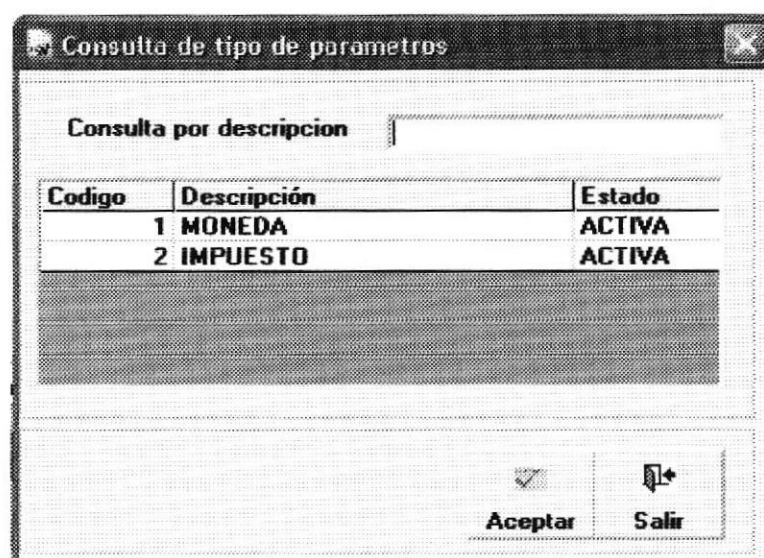 Consulta de tipo de parametros
Consulta por descripcion
Codigo Descripción Estado
1 MONEDA ACTIVA
2 IMPUESTO ACTIVA
Aceptar Salir